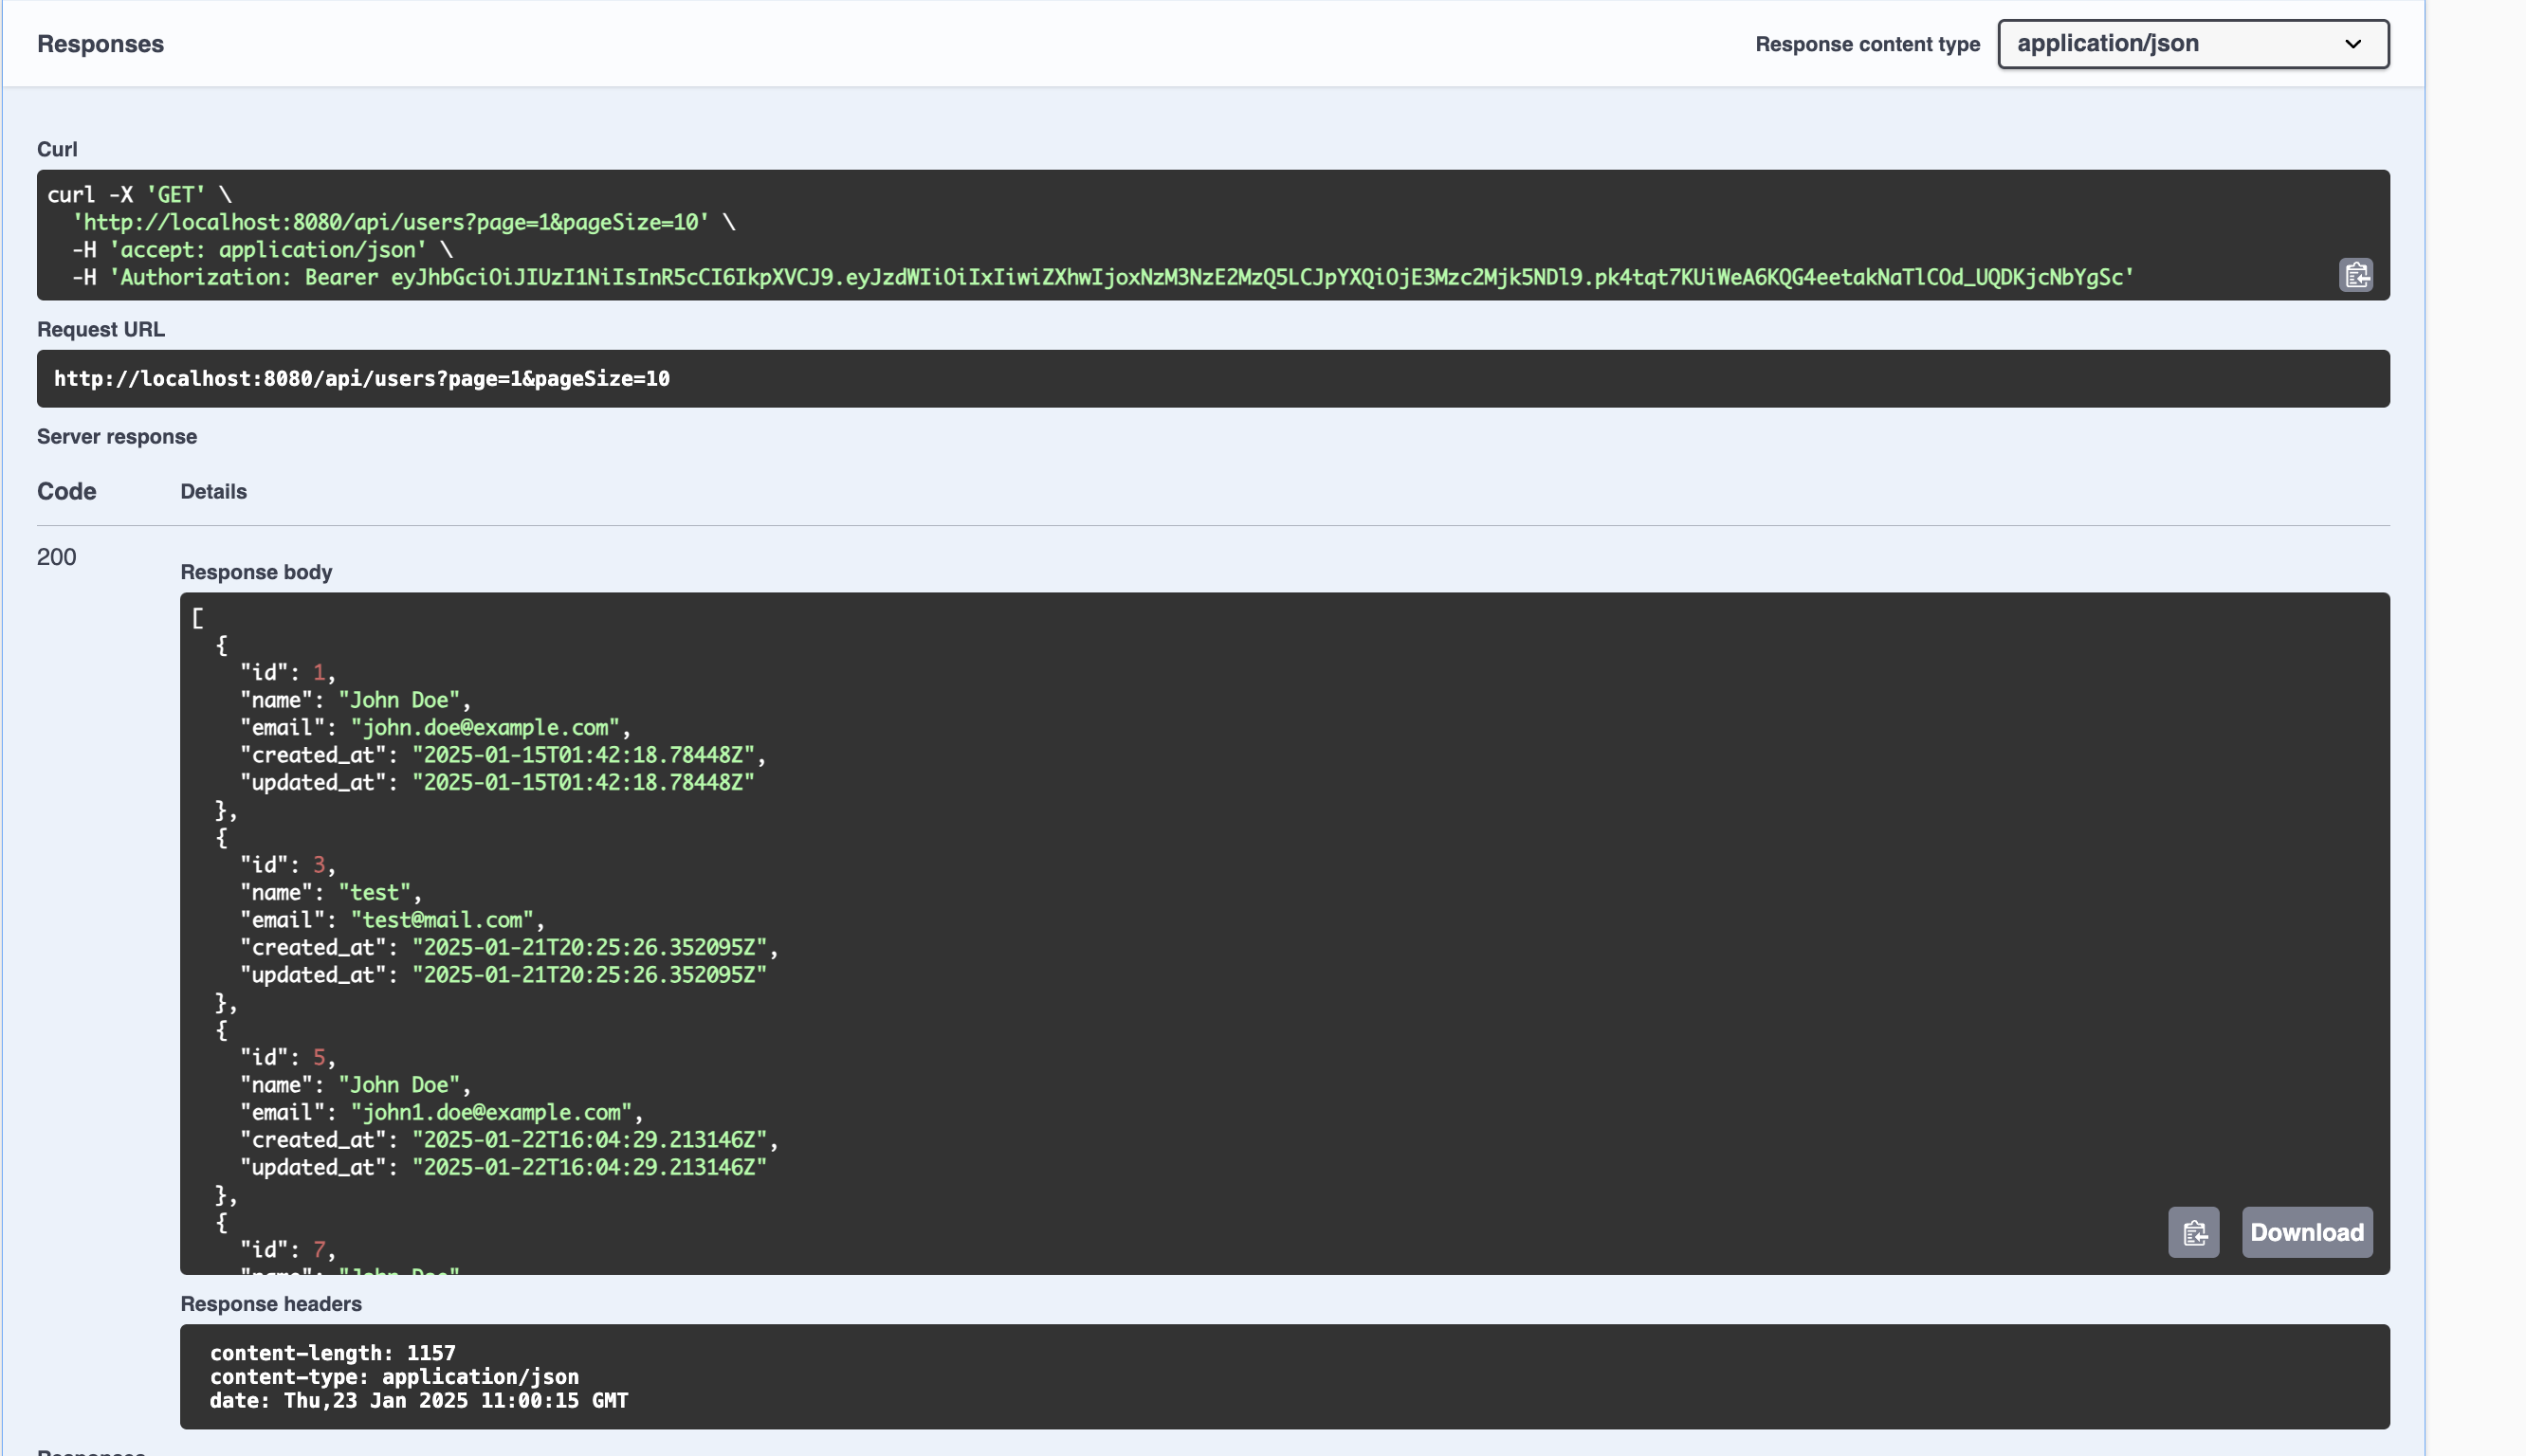 Responses
Response content type
application/json
Curl
curl -X 'GET' \
  'http://localhost:8080/api/users?page=1&pageSize=10' \
  -H 'accept: application/json' \
  -H 'Authorization: Bearer eyJhbGciOiJIUzI1NiIsInR5cCI6IkpXVCJ9.eyJzdWIiOiIxIiwiZXhwIjoxNzM3NzE2MzQ5LCJpYXQiOjE3Mzc2Mjk5NDl9.pk4tqt7KUiWeA6KQG4eetakNaTlCOd_UQDKjcNbYgSc'
Request URL
http://localhost:8080/api/users?page=1&pageSize=10
Server response
Code Details
200
Response body
[
  {
    "id": 1,
    "name": "John Doe",
    "email": "john.doe@example.com",
    "created_at": "2025-01-15T01:42:18.78448Z",
    "updated_at": "2025-01-15T01:42:18.78448Z"
  },
  {
    "id": 3,
    "name": "test",
    "email": "test@mail.com",
    "created_at": "2025-01-21T20:25:26.352095Z",
    "updated_at": "2025-01-21T20:25:26.352095Z"
  },
  {
    "id": 5,
    "name": "John Doe",
    "email": "john1.doe@example.com",
    "created_at": "2025-01-22T16:04:29.213146Z",
    "updated_at": "2025-01-22T16:04:29.213146Z"
  },
  {
    "id": 7,
    "name": "John Doe"
Download
Response headers
content-length: 1157
content-type: application/json
date: Thu,23 Jan 2025 11:00:15 GMT
Responses